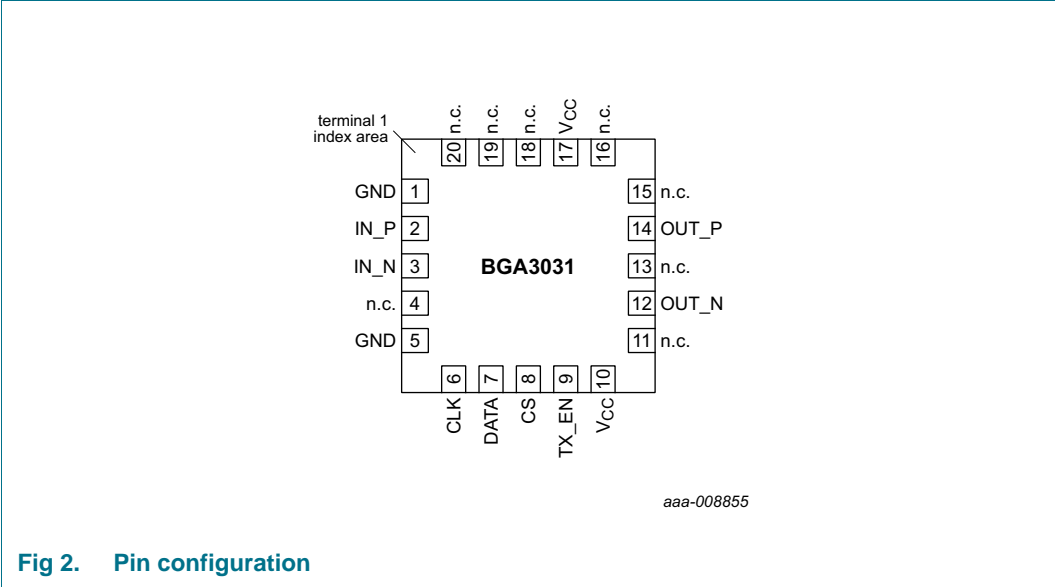 terminal 1
index area
20 n.c.
19 n.c.
18 n.c.
17 VCC
16 n.c.
GND 1
IN_P 2
IN_N 3
n.c. 4
GND 5
BGA3031
15 n.c.
14 OUT_P
13 n.c.
12 OUT_N
11 n.c.
6 CLK
7 DATA
8 CS
9 TX_EN
10 VCC
aaa-008855
Fig 2. Pin configuration